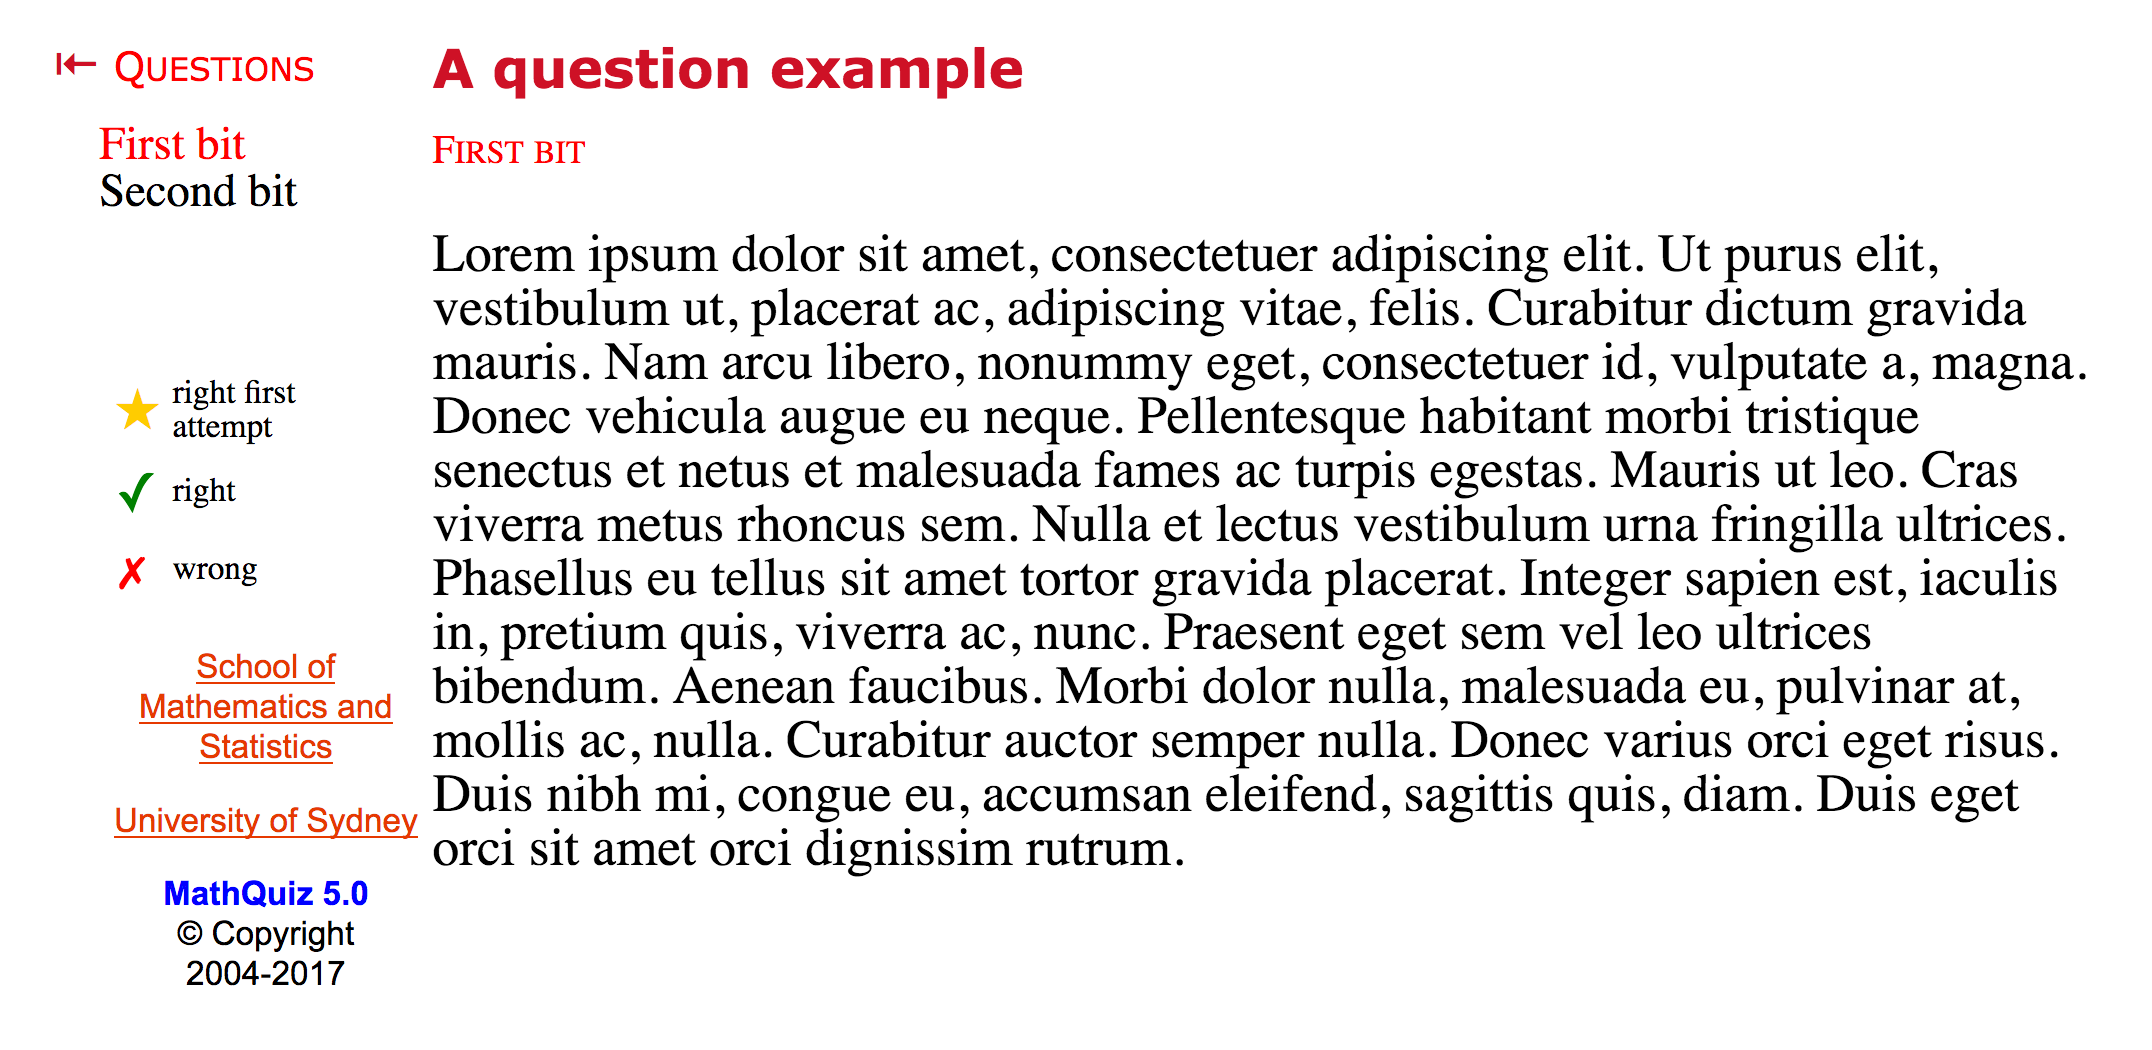 QUESTIONS
First bit
Second bit
right first
attempt
right
wrong
School of
Mathematics and
Statistics
University of Sydney
MathQuiz 5.0
© Copyright
2004-2017
A question example
FIRST BIT
Lorem ipsum dolor sit amet, consectetuer adipiscing elit. Ut purus elit,
vestibulum ut, placerat ac, adipiscing vitae, felis. Curabitur dictum gravida
mauris. Nam arcu libero, nonummy eget, consectetuer id, vulputate a, magna.
Donec vehicula augue eu neque. Pellentesque habitant morbi tristique
senectus et netus et malesuada fames ac turpis egestas. Mauris ut leo. Cras
viverra metus rhoncus sem. Nulla et lectus vestibulum urna fringilla ultrices.
Phasellus eu tellus sit amet tortor gravida placerat. Integer sapien est, iaculis
in, pretium quis, viverra ac, nunc. Praesent eget sem vel leo ultrices
bibendum. Aenean faucibus. Morbi dolor nulla, malesuada eu, pulvinar at,
mollis ac, nulla. Curabitur auctor semper nulla. Donec varius orci eget risus.
Duis nibh mi, congue eu, accumsan eleifend, sagittis quis, diam. Duis eget
orci sit amet orci dignissim rutrum.